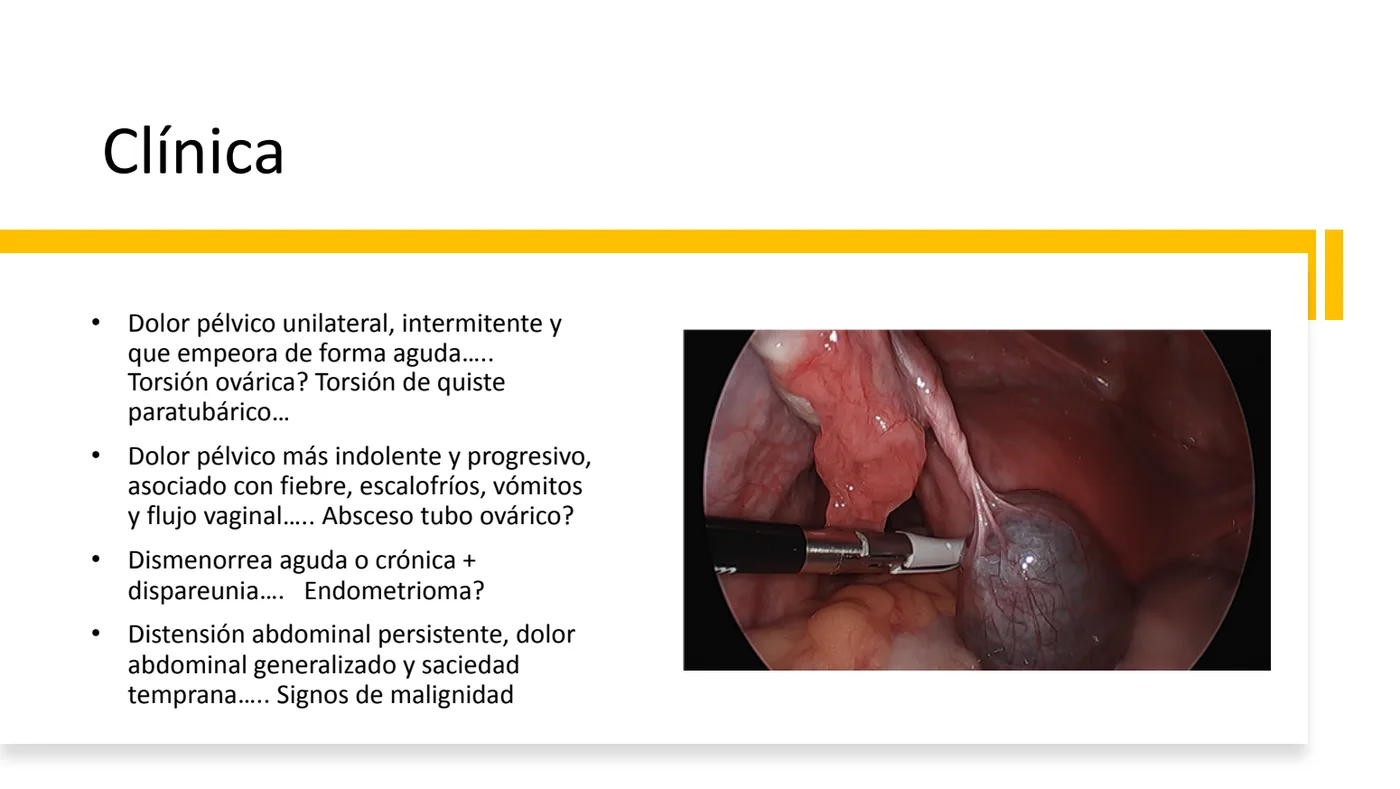 Clínica
• Dolor pélvico unilateral, intermitente y
que empeora de forma aguda…..
Torsión ovárica? Torsión de quiste
paratubárico…
• Dolor pélvico más indolente y progresivo,
asociado con fiebre, escalofríos, vómitos
y flujo vaginal….. Absceso tubo ovárico?
• Dismenorrea aguda o crónica +
dispareunia…. Endometrioma?
• Distensión abdominal persistente, dolor
abdominal generalizado y saciedad
temprana….. Signos de malignidad